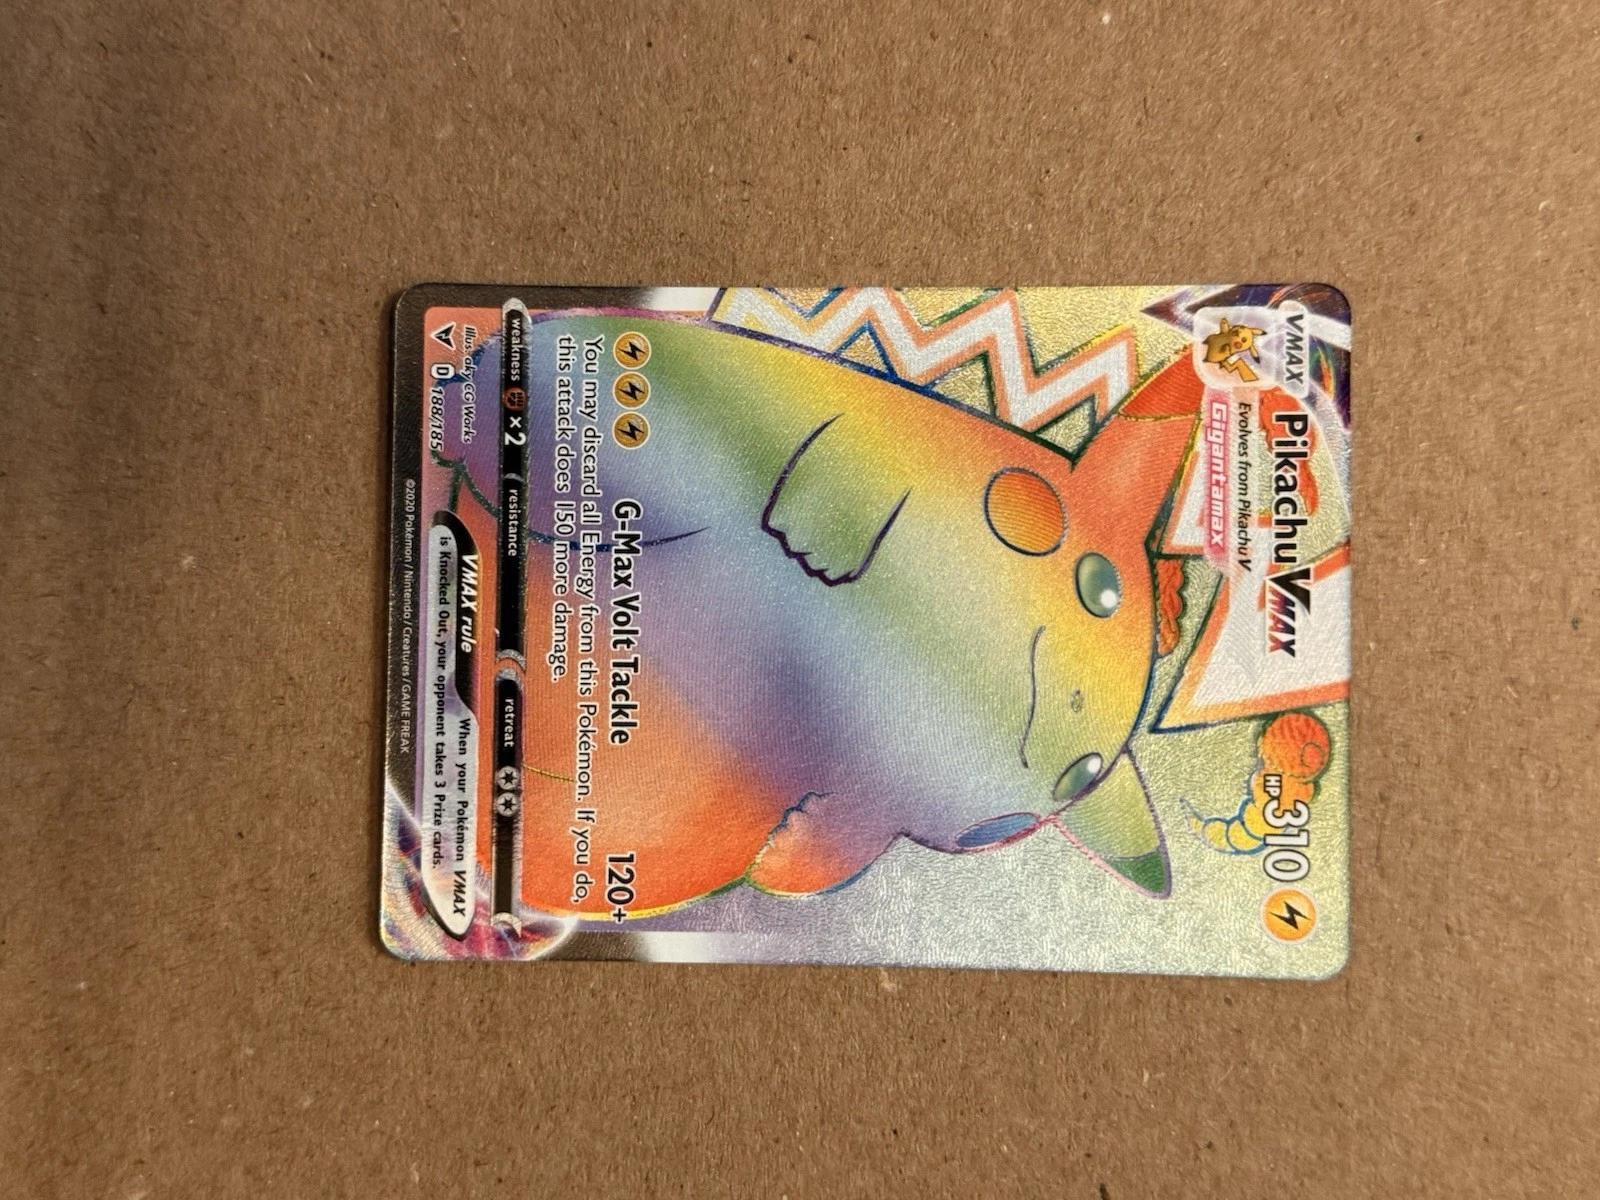 VMAX
Pikachu VMAX
HP 310
Evolves from Pikachu V
Gigantamax
G-Max Volt Tackle 120+
You may discard all Energy from this Pokémon. If you do,
this attack does 150 more damage.
weakness ×2 resistance retreat
Illus. aky CG Works
D 188/185
VMAX rule When your Pokémon VMAX
is Knocked Out, your opponent takes 3 Prize cards.
©2020 Pokémon / Nintendo / Creatures / GAME FREAK